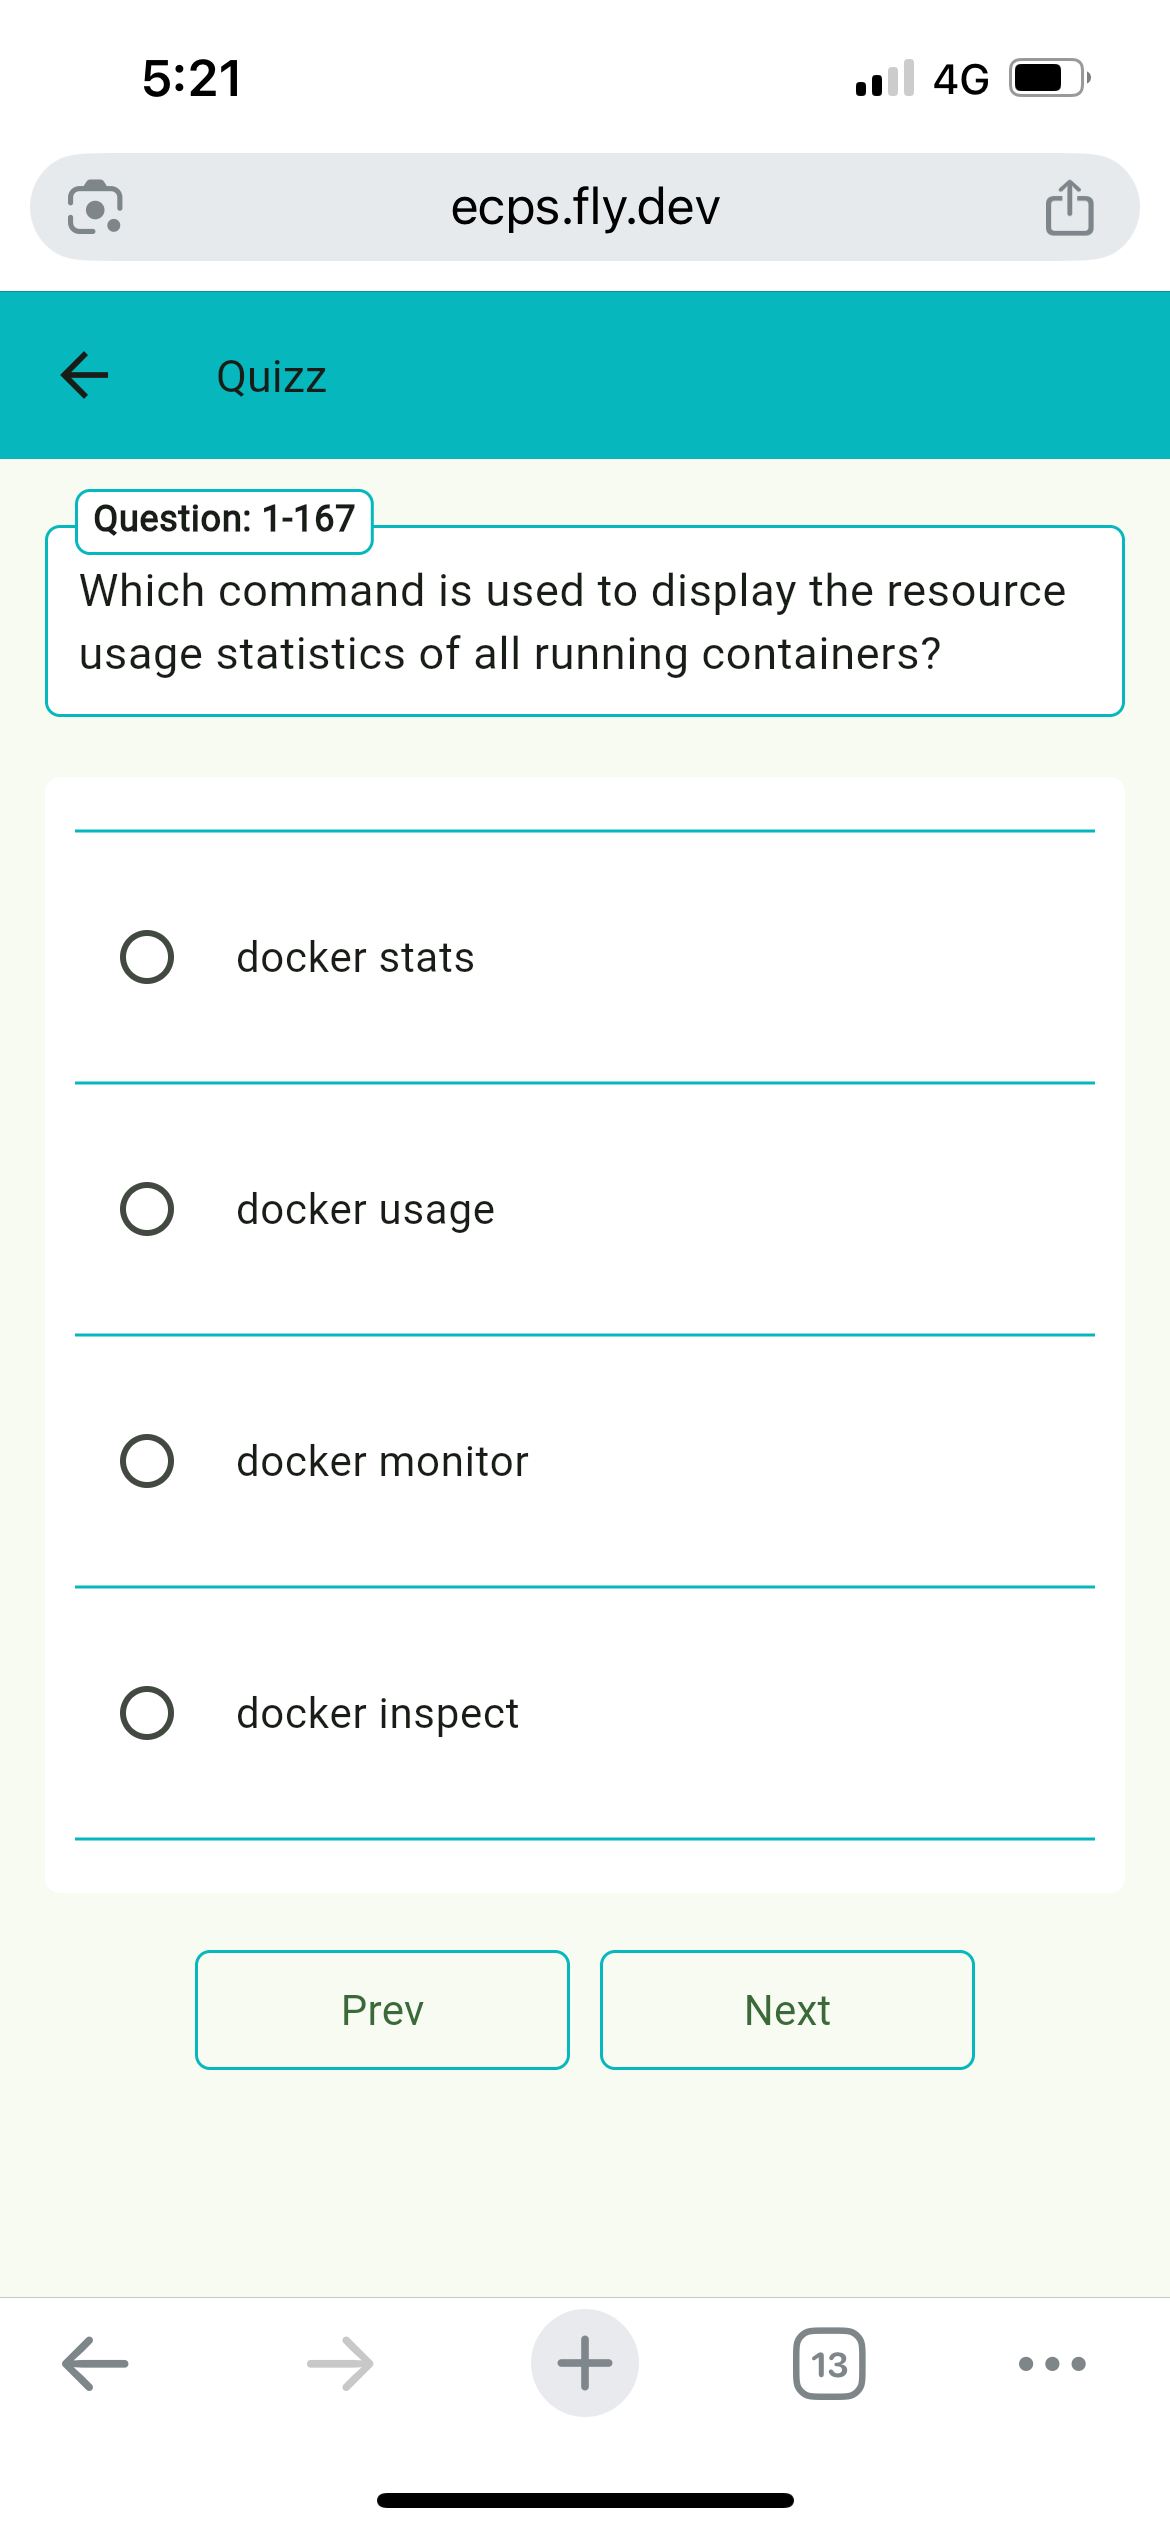 5:21
4G
ecps.fly.dev
Quizz
Question: 1-167
Which command is used to display the resource
usage statistics of all running containers?
docker stats
docker usage
docker monitor
docker inspect
Prev
Next
13